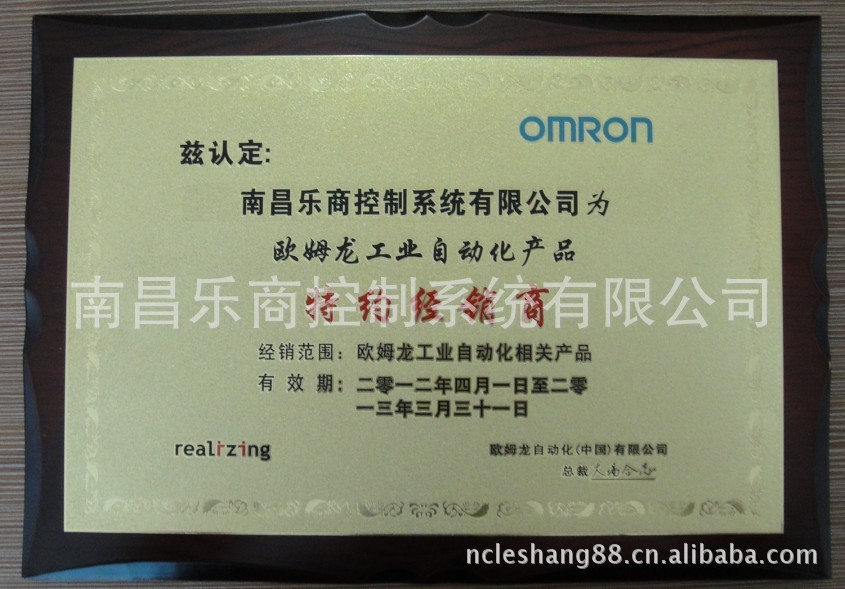 OMRON
兹认定:
南昌乐商控制系统有限公司为
欧姆龙工业自动化产品
南昌乐商控制系统有限公司
特约经销商
经销范围：欧姆龙工业自动化相关产品
有效期：二零一二年四月一日至二零
一三年三月三十一日
realizing
欧姆龙自动化(中国)有限公司
总裁
ncleshang88.cn.alibaba.com